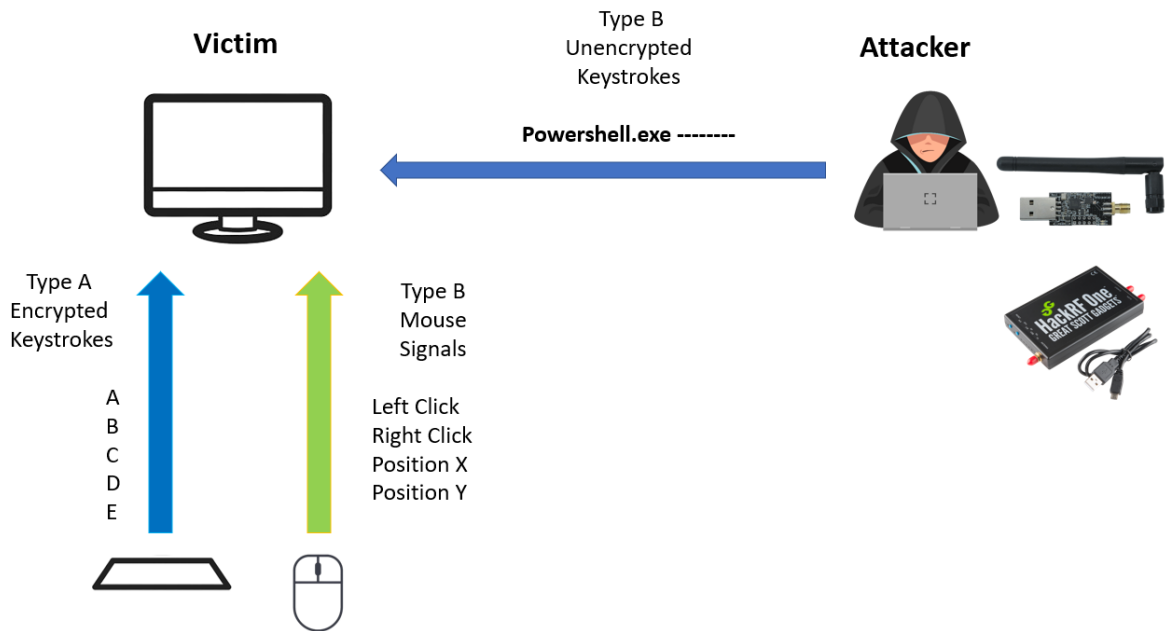 Victim
Type B
Unencrypted
Keystrokes
Attacker
Powershell.exe --------
Type A
Encrypted
Keystrokes
Type B
Mouse
Signals
A
B
C
D
E
Left Click
Right Click
Position X
Position Y
HackRF One
GREAT SCOTT GADGETS